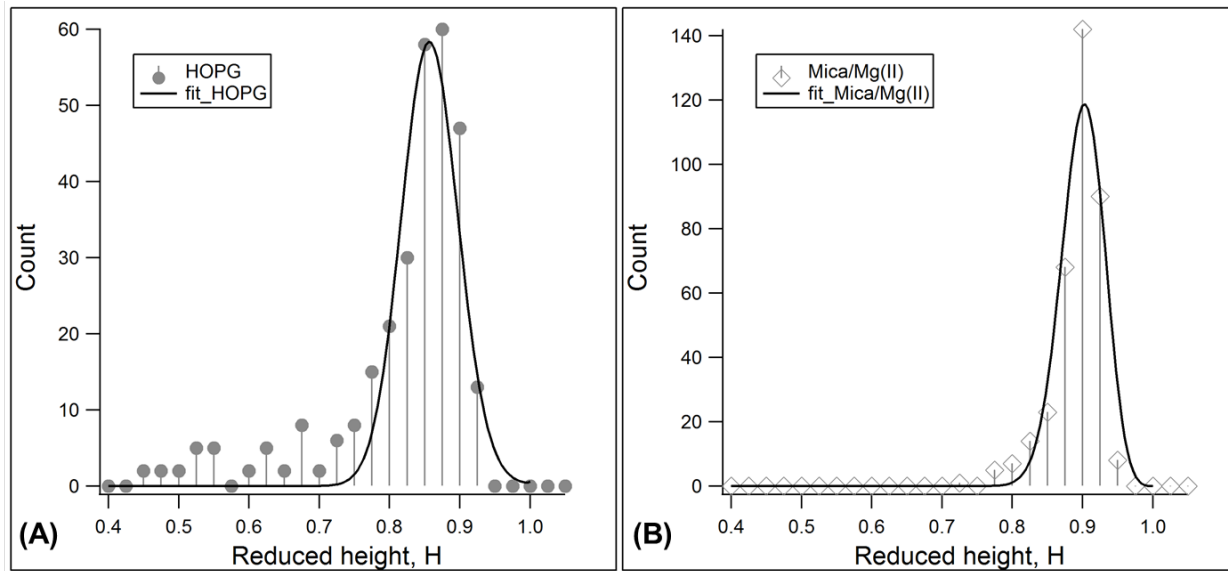 60
50
40
30
20
10
0
Count
HOPG
fit_HOPG
0.4 0.5 0.6 0.7 0.8 0.9 1.0
Reduced height, H
(A)
140
120
100
80
60
40
20
0
Count
Mica/Mg(II)
fit_Mica/Mg(II)
0.4 0.5 0.6 0.7 0.8 0.9 1.0
Reduced height, H
(B)